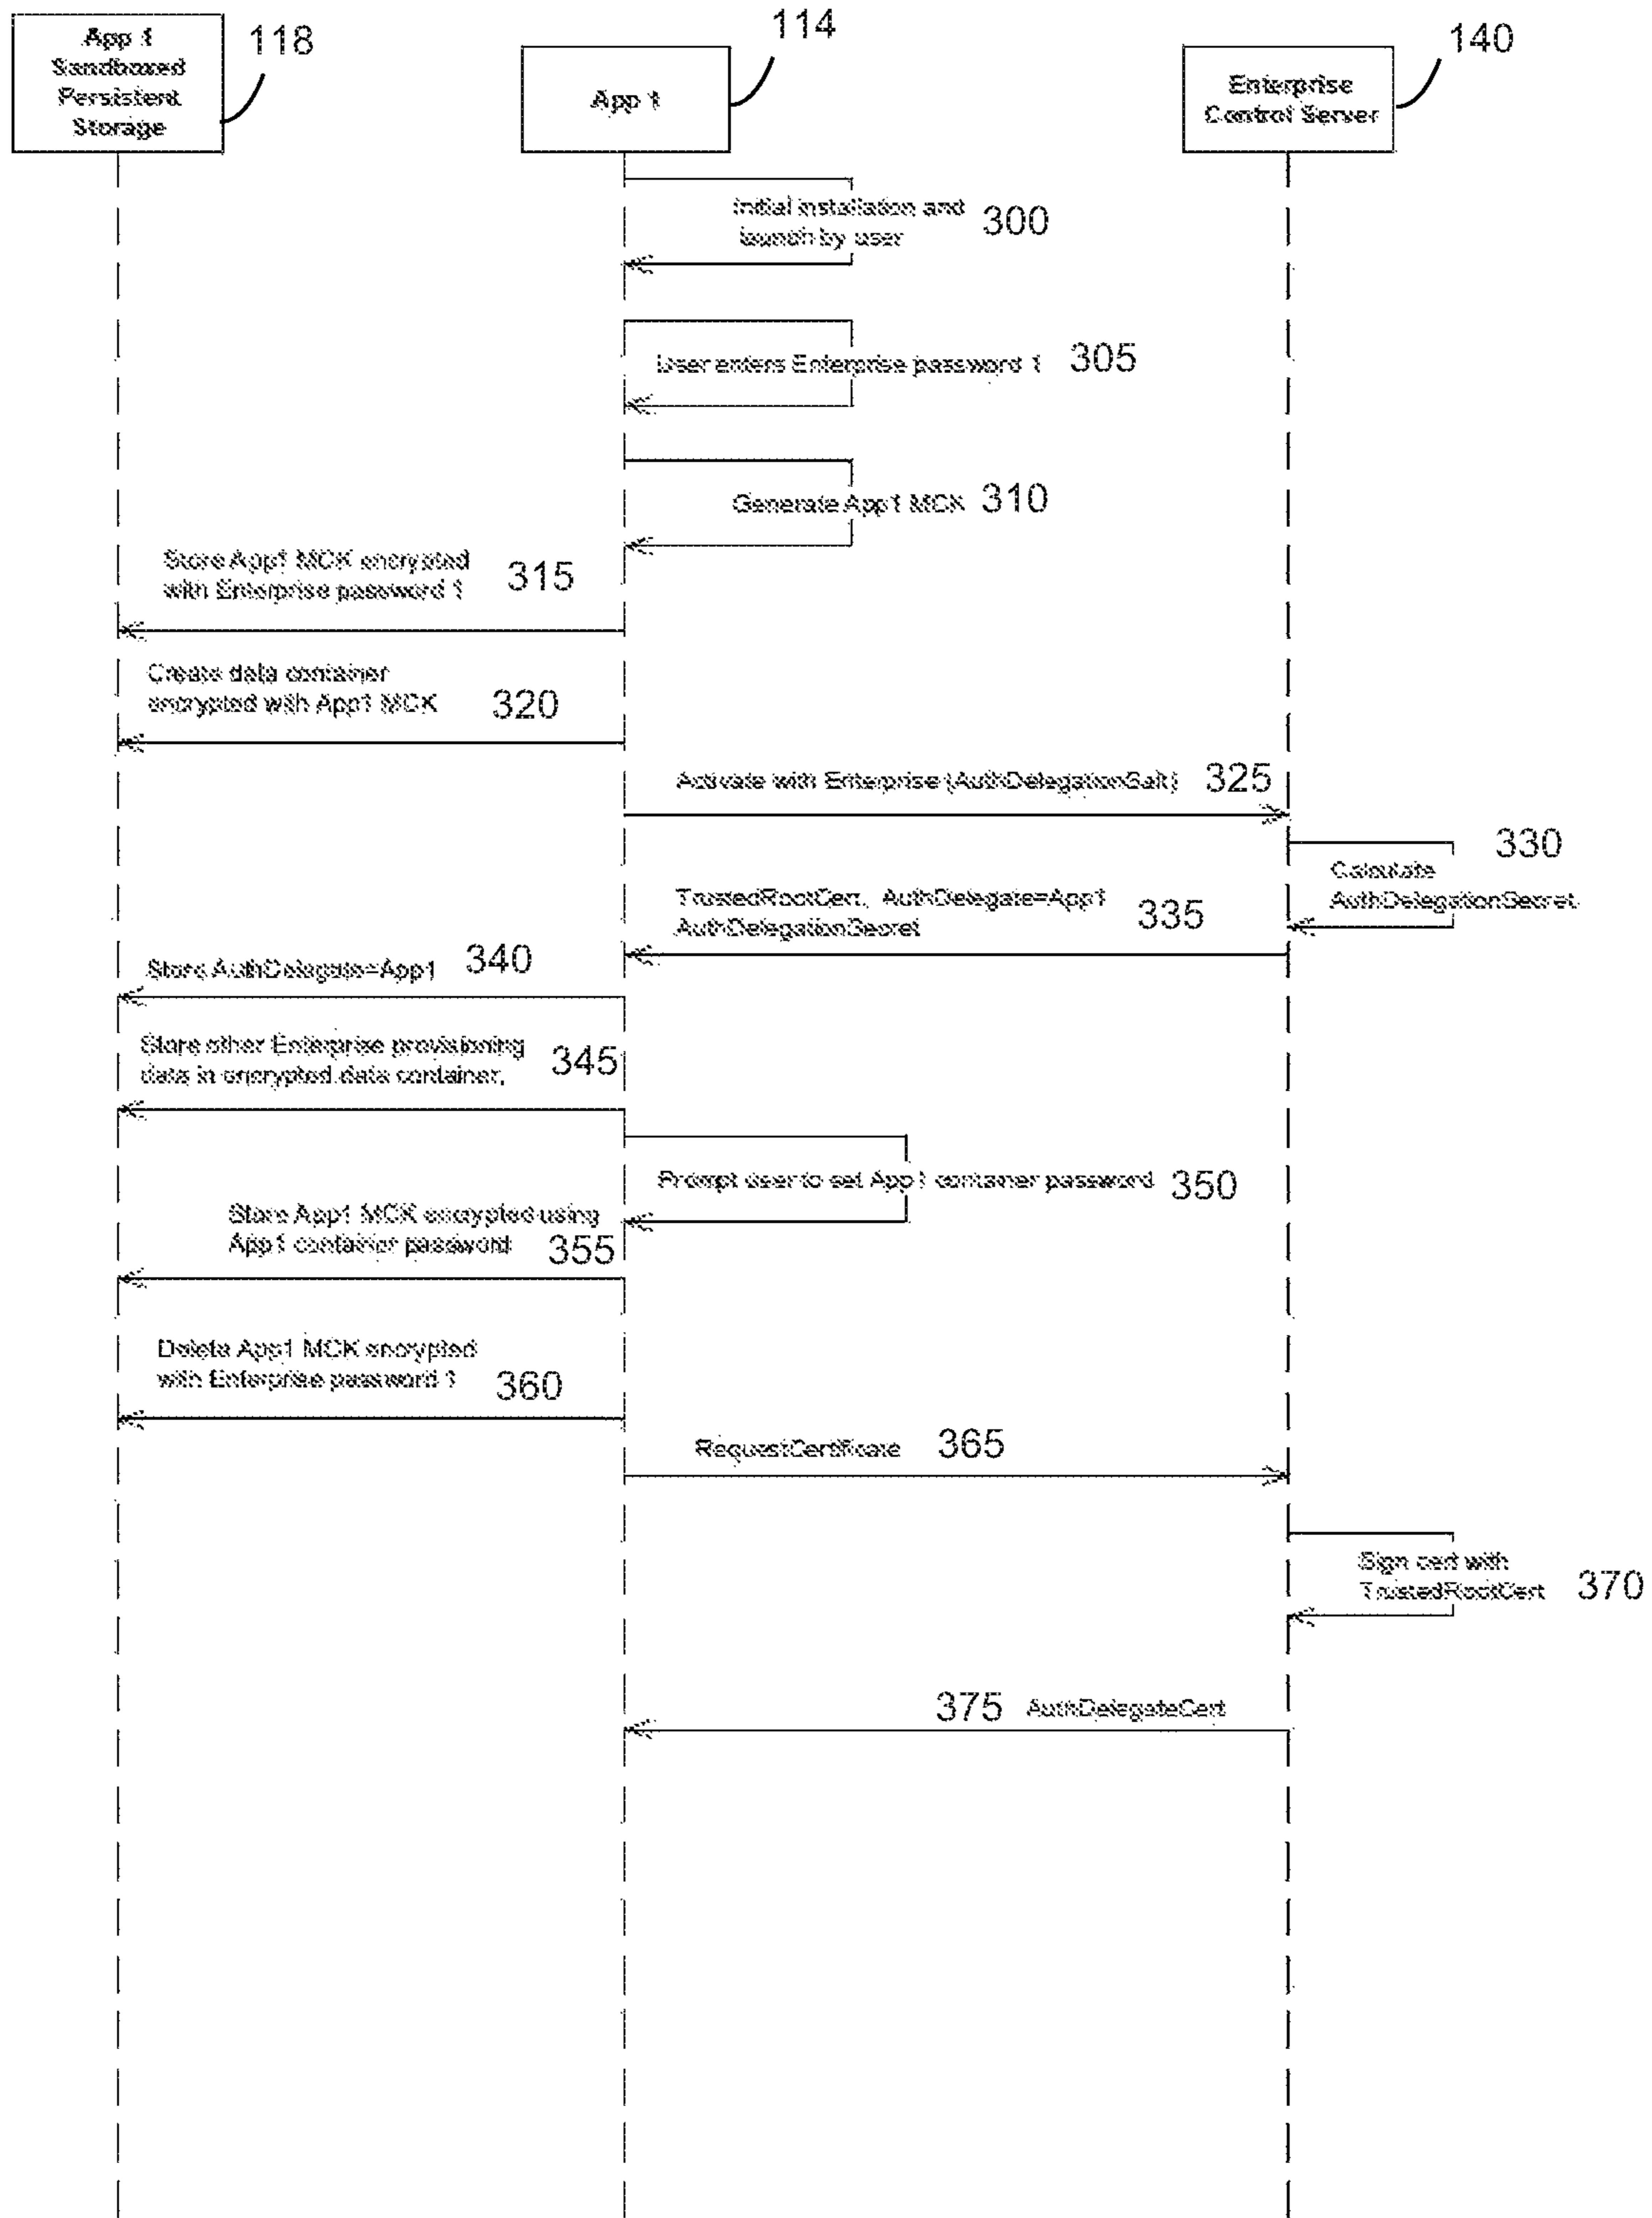 App 1
Sandboxed
Persistent
Storage
118
App 1
114
Enterprise
Control Server
140
Initial installation and
launch by user
300
User enters Enterprise password 1
305
Generate App1 MCK
310
Store App1 MCK encrypted
with Enterprise password 1
315
Create data container
encrypted with App1 MCK
320
Activate with Enterprise (AuthDelegationSalt)
325
330
Calculate
AuthDelegationSecret
TrustedRootCert, AuthDelegate=App1
AuthDelegationSecret
335
Store AuthDelegate=App1
340
Store other Enterprise provisioning
data in encrypted data container.
345
Prompt user to set App1 container password
350
Store App1 MCK encrypted using
App1 container password
355
Delete App1 MCK encrypted
with Enterprise password 1
360
RequestCertificate
365
Sign cert with
TrustedRootCert
370
375
AuthDelegateCert